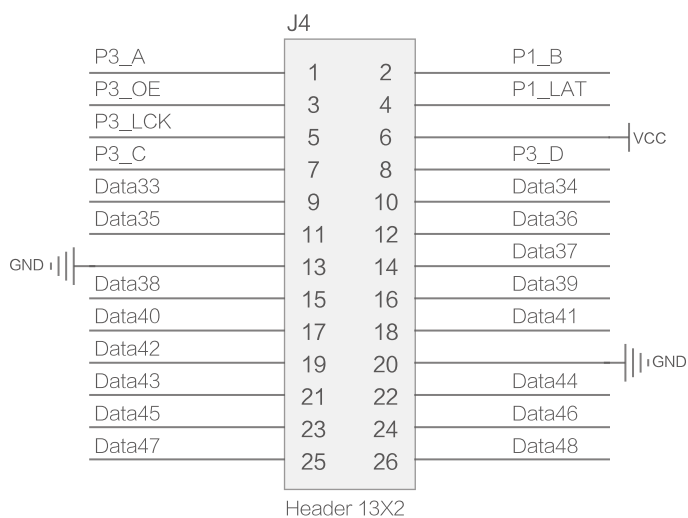 J4
P3_A 1 2 P1_B
P3_OE 3 4 P1_LAT
P3_LCK 5 6 VCC
P3_C 7 8 P3_D
Data33 9 10 Data34
Data35 11 12 Data36
GND 13 14 Data37
Data38 15 16 Data39
Data40 17 18 Data41
Data42 19 20 GND
Data43 21 22 Data44
Data45 23 24 Data46
Data47 25 26 Data48
Header 13X2